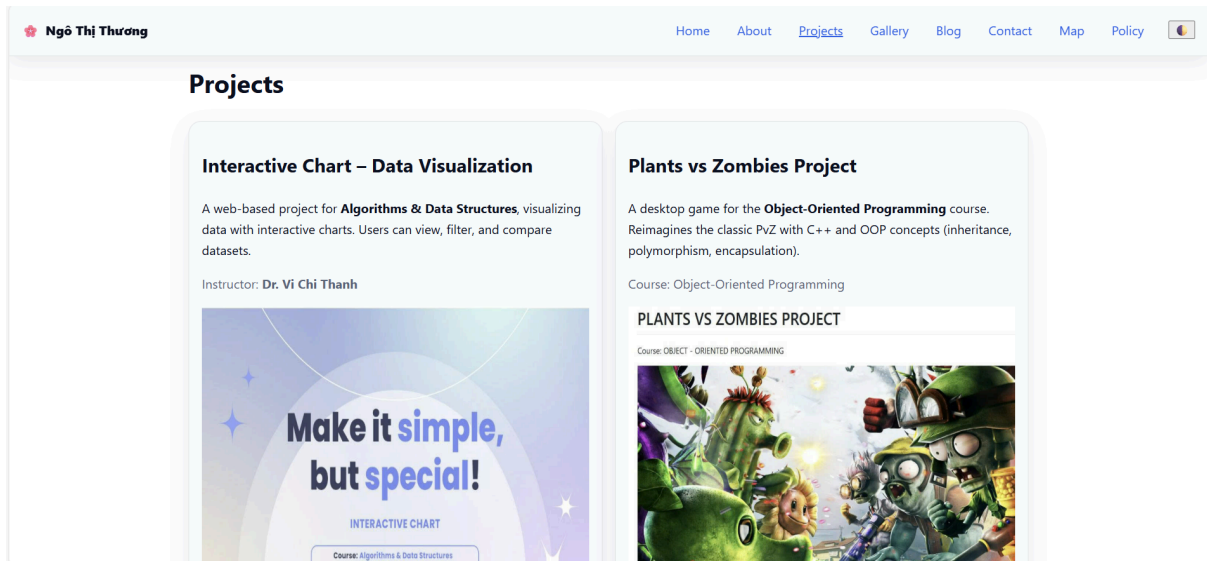 Ngô Thị Thương
Home About Projects Gallery Blog Contact Map Policy
Projects
Interactive Chart – Data Visualization
A web-based project for Algorithms & Data Structures, visualizing
data with interactive charts. Users can view, filter, and compare
datasets.
Instructor: Dr. Vi Chi Thanh
Make it simple,
but special!
INTERACTIVE CHART
Course: Algorithms & Data Structures
Plants vs Zombies Project
A desktop game for the Object-Oriented Programming course.
Reimagines the classic PvZ with C++ and OOP concepts (inheritance,
polymorphism, encapsulation).
Course: Object-Oriented Programming
PLANTS VS ZOMBIES PROJECT
Course: OBJECT - ORIENTED PROGRAMMING